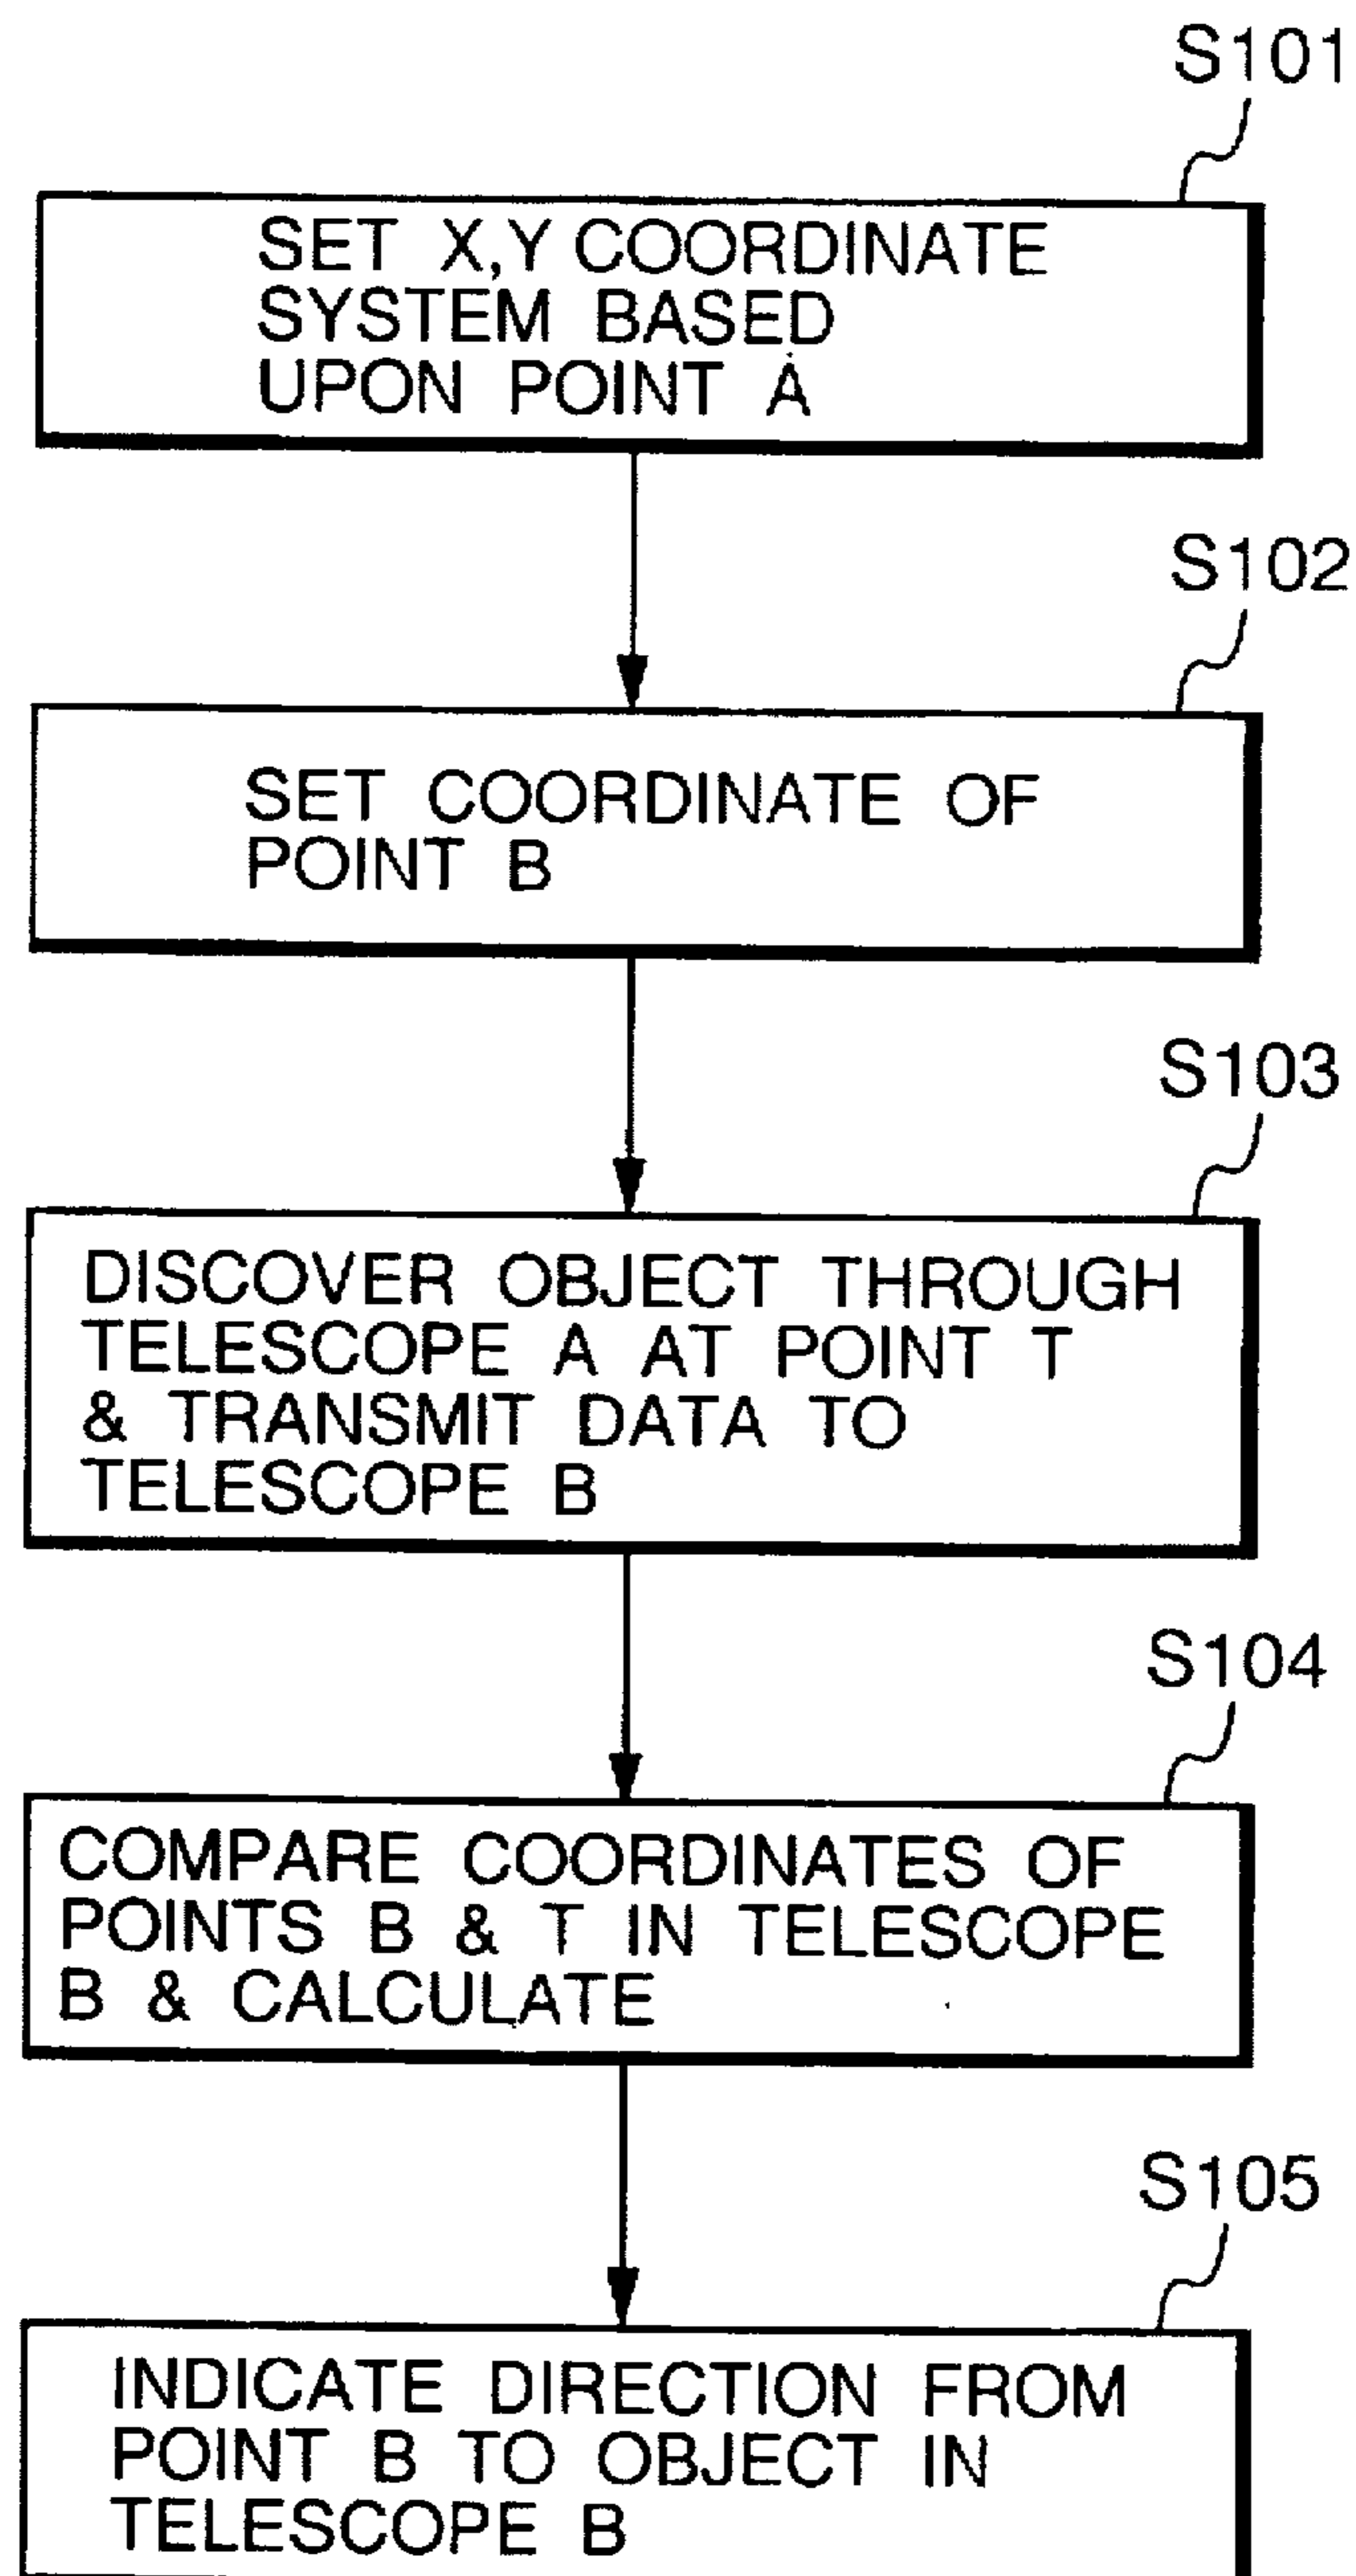 S101
SET X,Y COORDINATE
SYSTEM BASED
UPON POINT A
S102
SET COORDINATE OF
POINT B
S103
DISCOVER OBJECT THROUGH
TELESCOPE A AT POINT T
& TRANSMIT DATA TO
TELESCOPE B
S104
COMPARE COORDINATES OF
POINTS B & T IN TELESCOPE
B & CALCULATE
S105
INDICATE DIRECTION FROM
POINT B TO OBJECT IN
TELESCOPE B